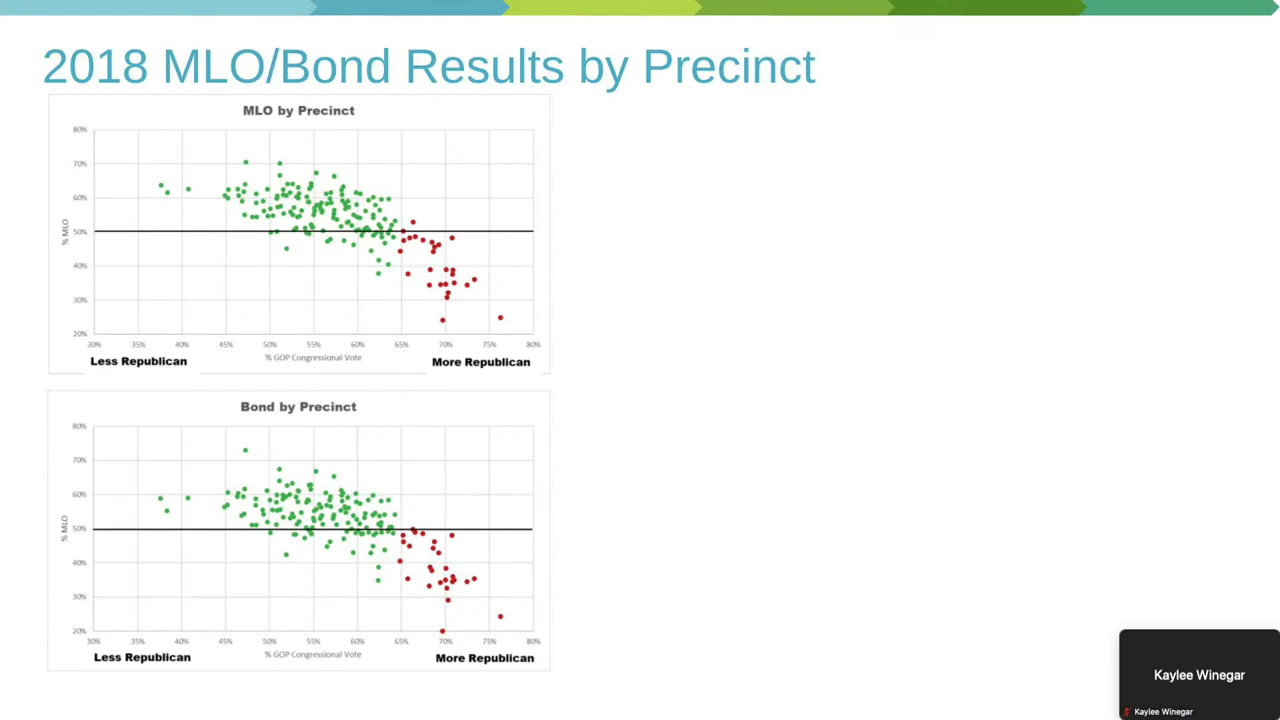 2018 MLO/Bond Results by Precinct
MLO by Precinct
80%
70%
60%
50%
40%
30%
20%
% MLO
30% 35% 40% 45% 50% 55% 60% 65% 70% 75% 80%
% GOP Congressional Vote
Less Republican More Republican
Bond by Precinct
80%
70%
60%
50%
40%
30%
20%
% MLO
30% 35% 40% 45% 50% 55% 60% 65% 70% 75% 80%
% GOP Congressional Vote
Less Republican More Republican
Kaylee Winegar
Kaylee Winegar